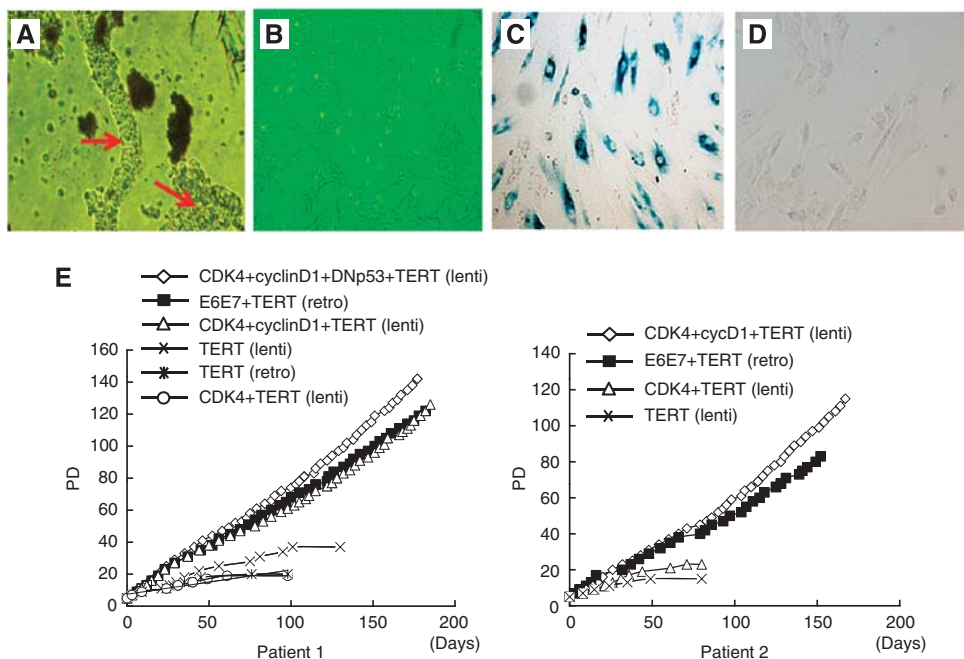 A
B
C
D
E
CDK4+cyclinD1+DNp53+TERT (lenti)
E6E7+TERT (retro)
CDK4+cyclinD1+TERT (lenti)
TERT (lenti)
TERT (retro)
CDK4+TERT (lenti)
160
140
120
100
80
60
40
20
0
PD
0
50
100
150
200
(Days)
Patient 1
CDK4+cycD1+TERT (lenti)
E6E7+TERT (retro)
CDK4+TERT (lenti)
TERT (lenti)
140
120
100
80
60
40
20
0
PD
0
50
100
150
200
(Days)
Patient 2